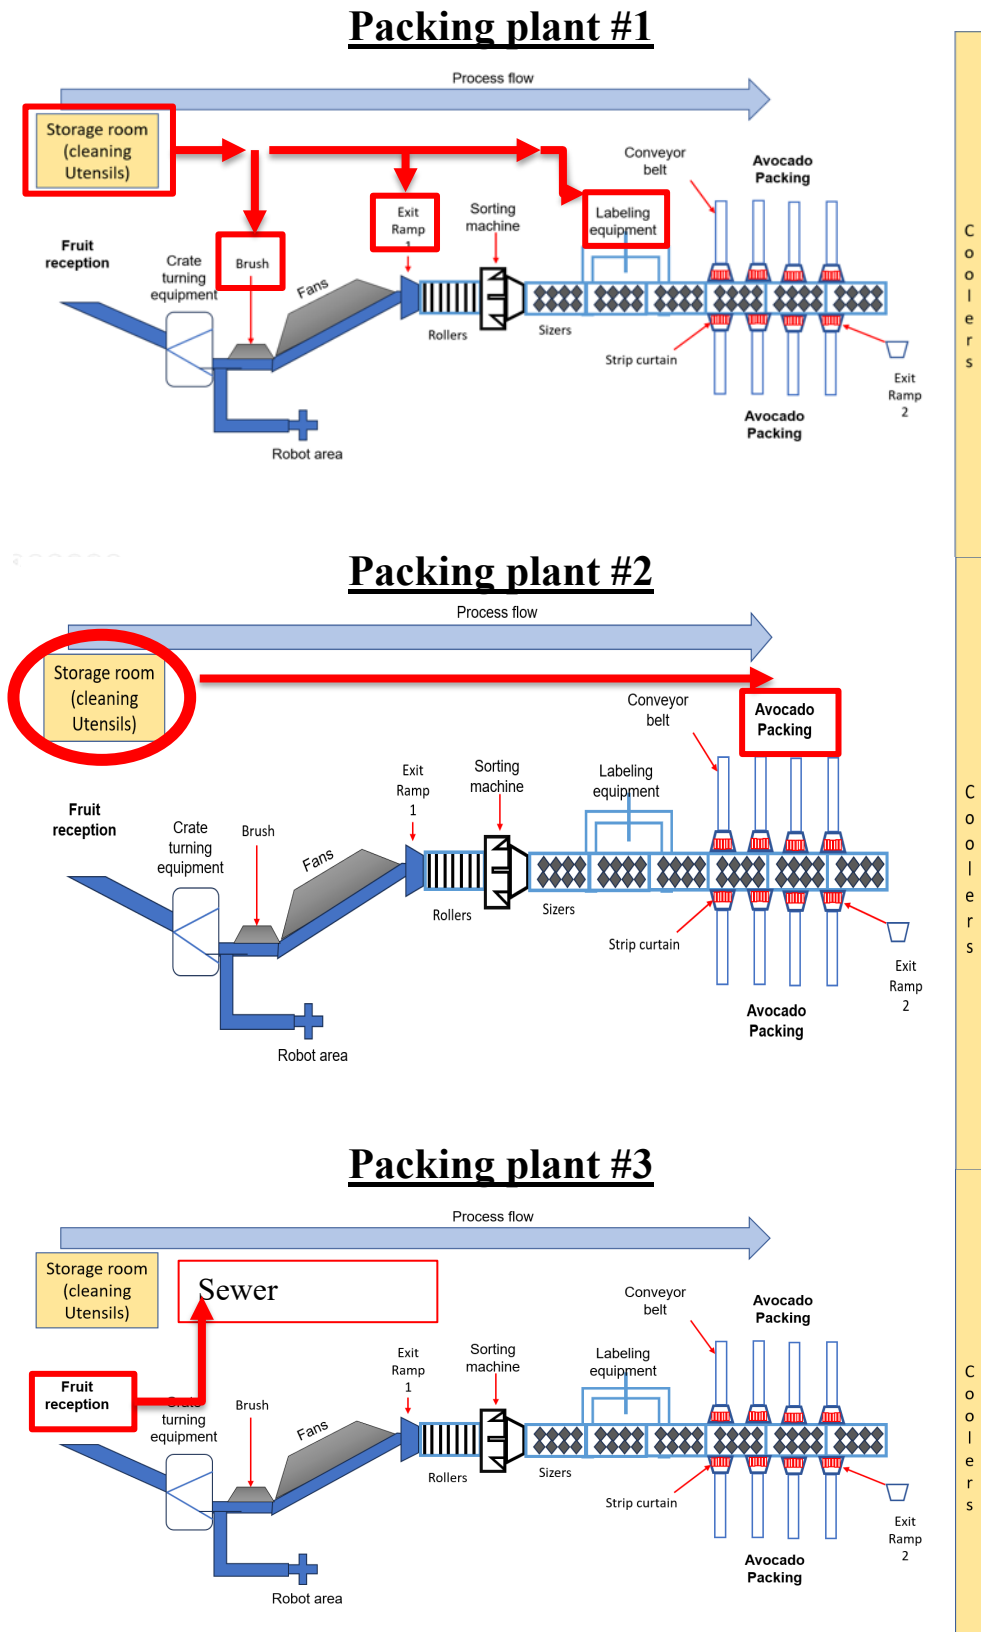 Packing plant #1
Process flow
Storage room
(cleaning
Utensils)
Conveyor
belt
Avocado
Packing
Exit
Ramp
1
Sorting
machine
Labeling
equipment
Fruit
reception
Crate
turning
equipment
Brush
Fans
Rollers
Sizers
Strip curtain
Exit
Ramp
2
Avocado
Packing
Robot area
Coolers
Packing plant #2
Process flow
Storage room
(cleaning
Utensils)
Conveyor
belt
Avocado
Packing
Exit
Ramp
1
Sorting
machine
Labeling
equipment
Fruit
reception
Crate
turning
equipment
Brush
Fans
Rollers
Sizers
Strip curtain
Exit
Ramp
2
Avocado
Packing
Robot area
Coolers
Packing plant #3
Process flow
Storage room
(cleaning
Utensils)
Sewer
Conveyor
belt
Avocado
Packing
Exit
Ramp
1
Sorting
machine
Labeling
equipment
Fruit
reception
Crate
turning
equipment
Brush
Fans
Rollers
Sizers
Strip curtain
Exit
Ramp
2
Avocado
Packing
Robot area
Coolers